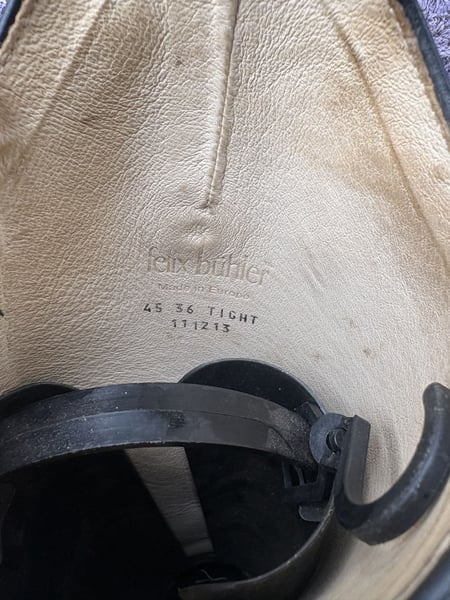 felix bühler
Made in Europe
45 36 TIGHT
111213